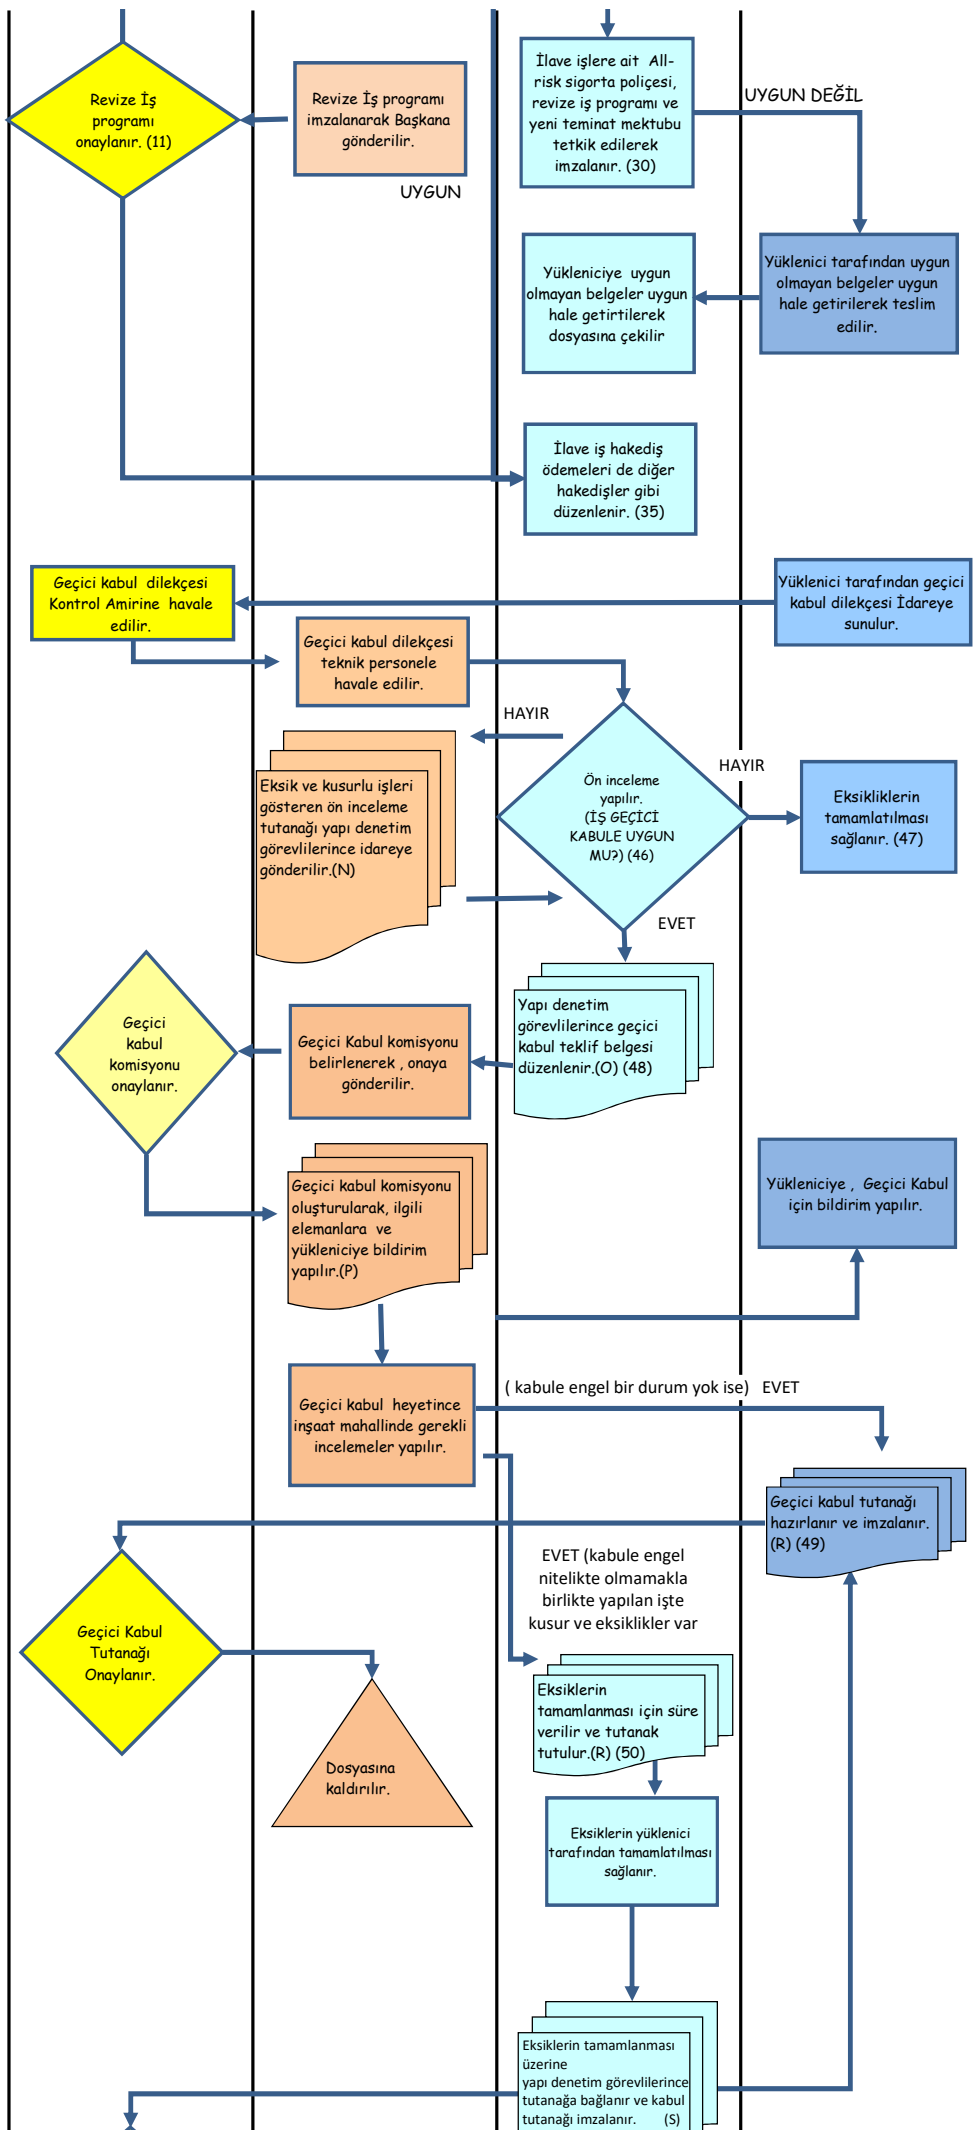 Revize İş
programı
onaylanır. (11)
Revize İş programı
imzalanarak Başkana
gönderilir.
UYGUN
İlave işlere ait All-
risk sigorta poliçesi,
revize iş programı ve
yeni teminat mektubu
tetkik edilerek
imzalanır. (30)
UYGUN DEĞİL
Yüklenici tarafından uygun
olmayan belgeler uygun
hale getirilerek teslim
edilir.
Yükleniciye uygun
olmayan belgeler uygun
hale getirtilerek
dosyasına çekilir
İlave iş hakediş
ödemeleri de diğer
hakedişler gibi
düzenlenir. (35)
Yüklenici tarafından geçici
kabul dilekçesi İdareye
sunulur.
Geçici kabul dilekçesi
Kontrol Amirine havale
edilir.
Geçici kabul dilekçesi
teknik personele
havale edilir.
HAYIR
Ön inceleme
yapılır.
(İŞ GEÇİCİ
KABULE UYGUN
MU?) (46)
HAYIR
Eksikliklerin
tamamlatılması
sağlanır. (47)
Eksik ve kusurlu işleri
gösteren ön inceleme
tutanağı yapı denetim
görevlilerince idareye
gönderilir.(N)
EVET
Yapı denetim
görevlilerince geçici
kabul teklif belgesi
düzenlenir.(O) (48)
Geçici Kabul komisyonu
belirlenerek , onaya
gönderilir.
Geçici
kabul
komisyonu
onaylanır.
Geçici kabul komisyonu
oluşturularak, ilgili
elemanlara ve
yükleniciye bildirim
yapılır.(P)
Yükleniciye , Geçici Kabul
için bildirim yapılır.
Geçici kabul heyetince
inşaat mahallinde gerekli
incelemeler yapılır.
( kabule engel bir durum yok ise) EVET
Geçici kabul tutanağı
hazırlanır ve imzalanır.
(R) (49)
EVET (kabule engel
nitelikte olmamakla
birlikte yapılan işte
kusur ve eksiklikler var
Geçici Kabul
Tutanağı
Onaylanır.
Dosyasına
kaldırılır.
Eksiklerin
tamamlanması için süre
verilir ve tutanak
tutulur.(R) (50)
Eksiklerin yüklenici
tarafından tamamlatılması
sağlanır.
Eksiklerin tamamlanması
üzerine
yapı denetim görevlilerince
tutanağa bağlanır ve kabul
tutanağı imzalanır. (S)